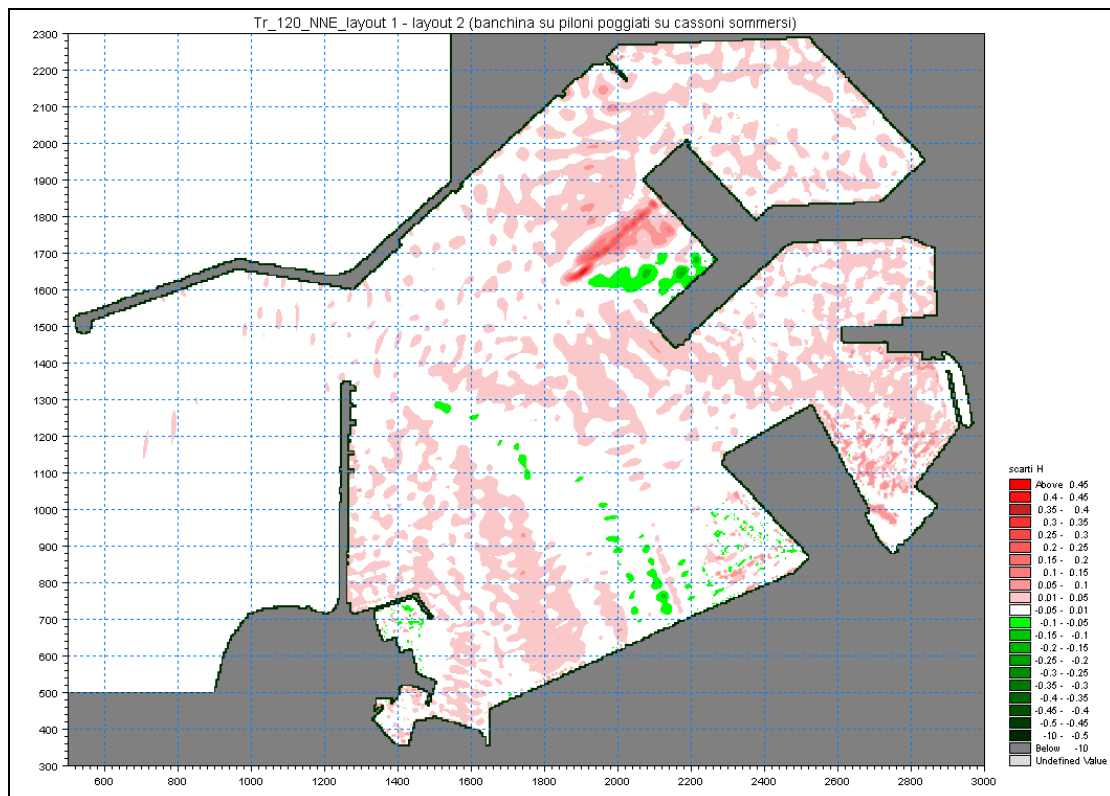 Tr_120_NNE_layout 1 - layout 2 (banchina su piloni poggiati su cassoni sommersi)
2300
2200
2100
2000
1900
1800
1700
1600
1500
1400
1300
1200
1100
1000
900
800
700
600
500
400
300
600 800 1000 1200 1400 1600 1800 2000 2200 2400 2600 2800 3000
scarti H
Above 0.45
0.4 - 0.45
0.35 - 0.4
0.3 - 0.35
0.25 - 0.3
0.2 - 0.25
0.15 - 0.2
0.1 - 0.15
0.05 - 0.1
0.01 - 0.05
-0.05 - 0.01
-0.1 - -0.05
-0.15 - -0.1
-0.2 - -0.15
-0.25 - -0.2
-0.3 - -0.25
-0.35 - -0.3
-0.4 - -0.35
-0.45 - -0.4
-0.5 - -0.45
-10 - -0.5
Below -10
Undefined Value